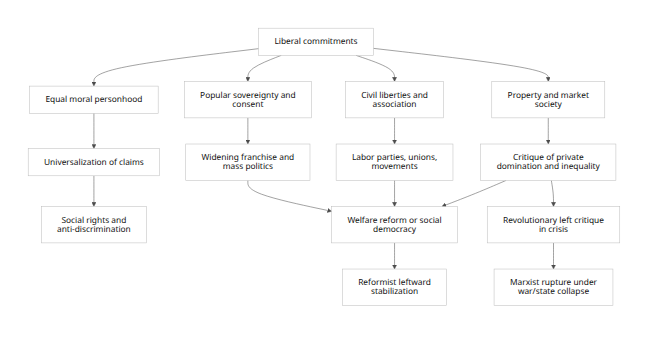 Liberal commitments
Equal moral personhood
Popular sovereignty and
consent
Civil liberties and
association
Property and market
society
Universalization of claims
Widening franchise and
mass politics
Labor parties, unions,
movements
Critique of private
domination and inequality
Social rights and
anti-discrimination
Welfare reform or social
democracy
Revolutionary left critique
in crisis
Reformist leftward
stabilization
Marxist rupture under
war/state collapse